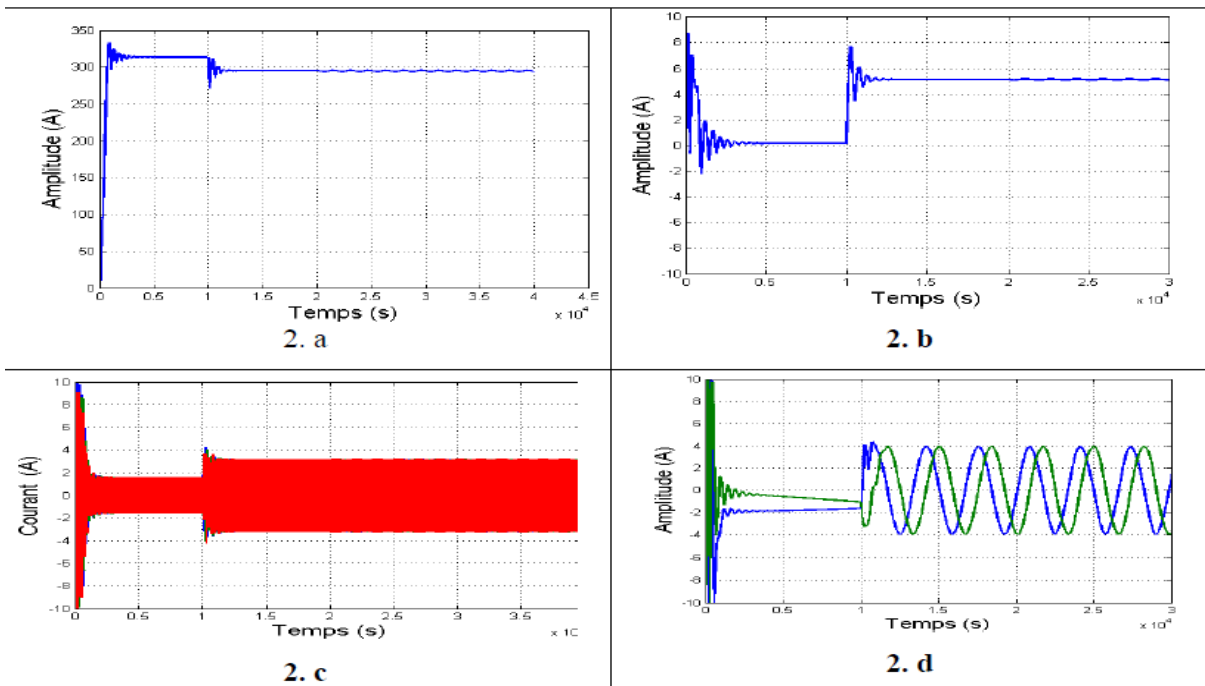 350
300
250
200
150
100
50
0
Amplitude (A)
0 0.5 1 1.5 2 2.5 3 3.5 4 4.5
Temps (s)
x 10⁴
2. a
10
8
6
4
2
0
-2
-4
-6
-8
-10
Amplitude (A)
0 0.5 1 1.5 2 2.5 3
Temps (s)
x 10⁴
2. b
10
8
6
4
2
0
-2
-4
-6
-8
-10
Courant (A)
0 0.5 1 1.5 2 2.5 3 3.5
Temps (s)
x 1C
2. c
10
8
6
4
2
0
-2
-4
-6
-8
-10
Amplitude (A)
0 0.5 1 1.5 2 2.5 3
Temps (s)
x 10⁴
2. d